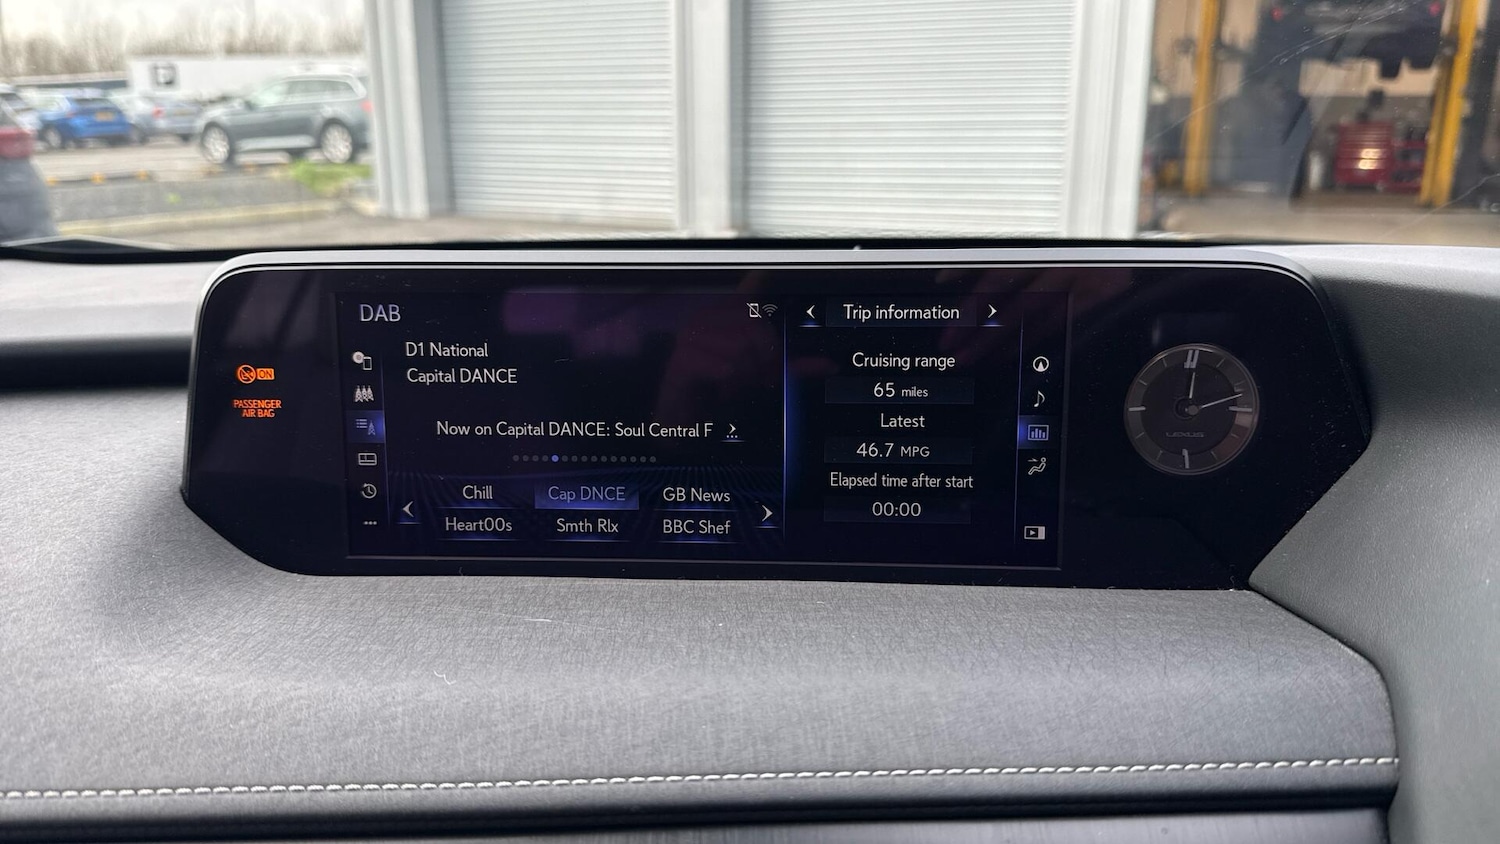 DAB
D1 National
Capital DANCE
Now on Capital DANCE: Soul Central F
Chill
Cap DNCE
GB News
Heart00s
Smth Rlx
BBC Shef
Trip information
Cruising range
65 miles
Latest
46.7 MPG
Elapsed time after start
00:00
ON
PASSENGER
AIR BAG
LEXUS